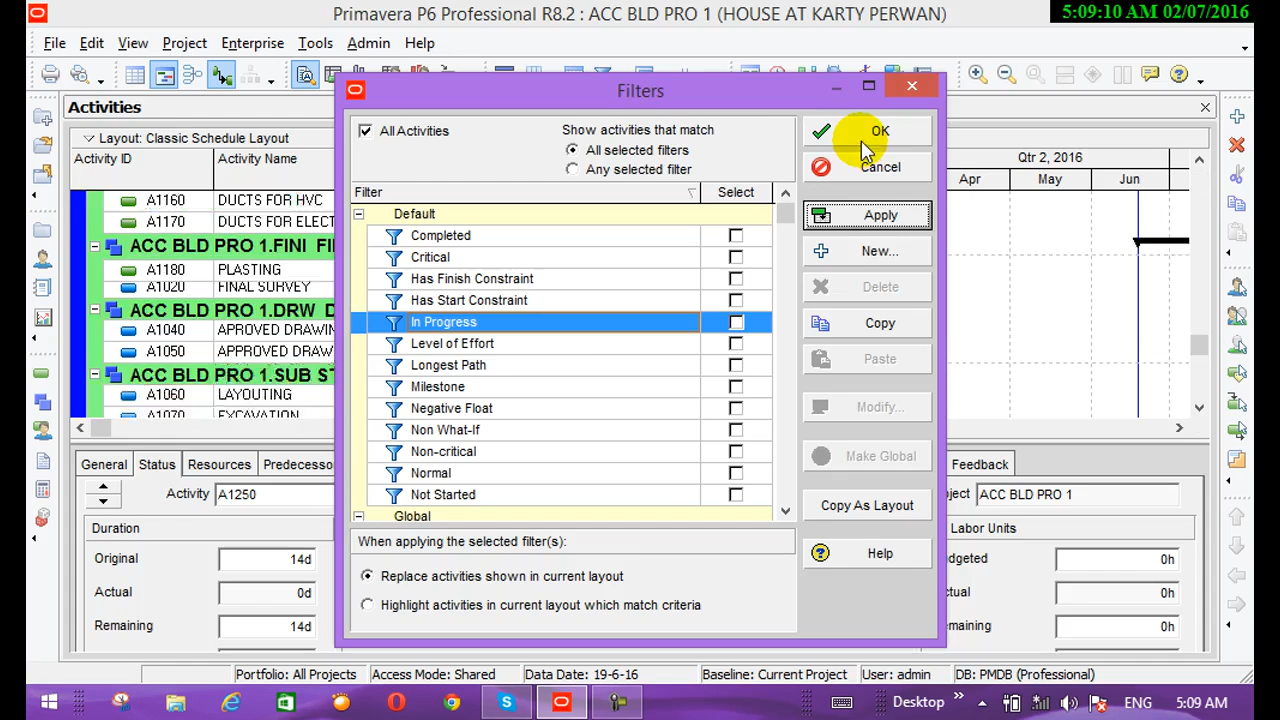 Primavera P6 Professional R8.2 : ACC BLD PRO 1 (HOUSE AT KARTY PERWAN)
5:09:10 AM 02/07/2016
File Edit View Project Enterprise Tools Admin Help
Activities
Layout: Classic Schedule Layout
Activity ID Activity Name
A1160 DUCTS FOR HVC
A1170 DUCTS FOR ELECT
ACC BLD PRO 1.FINI FI
A1180 PLASTING
A1020 FINAL SURVEY
ACC BLD PRO 1.DRW D
A1040 APROVED DRAWIN
A1050 APPROVED DRAW
ACC BLD PRO 1.SUB ST
A1060 LAYOUTING
A1070 EXCAVATION
Qtr 2, 2016
Apr May Jun
Filters
All Activities
Show activities that match
All selected filters
Any selected filter
Filter Select
Default
Completed
Critical
Has Finish Constraint
Has Start Constraint
In Progress
Level of Effort
Longest Path
Milestone
Negative Float
Non What-If
Non-critical
Normal
Not Started
Global
When applying the selected filter(s):
Replace activities shown in current layout
Highlight activities in current layout which match criteria
OK
Cancel
Apply
New...
Delete
Copy
Paste
Modify...
Make Global
Copy As Layout
Help
General Status Resources Predecesso
Feedback
Activity A1250
oject ACC BLD PRO 1
Duration
Original 14d
Actual 0d
Remaining 14d
Labor Units
dgeted 0h
ctual 0h
emaining 0h
Portfolio: All Projects Access Mode: Shared Data Date: 19-6-16 Baseline: Current Project User: admin DB: PMDB (Professional)
Desktop ENG 5:09 AM